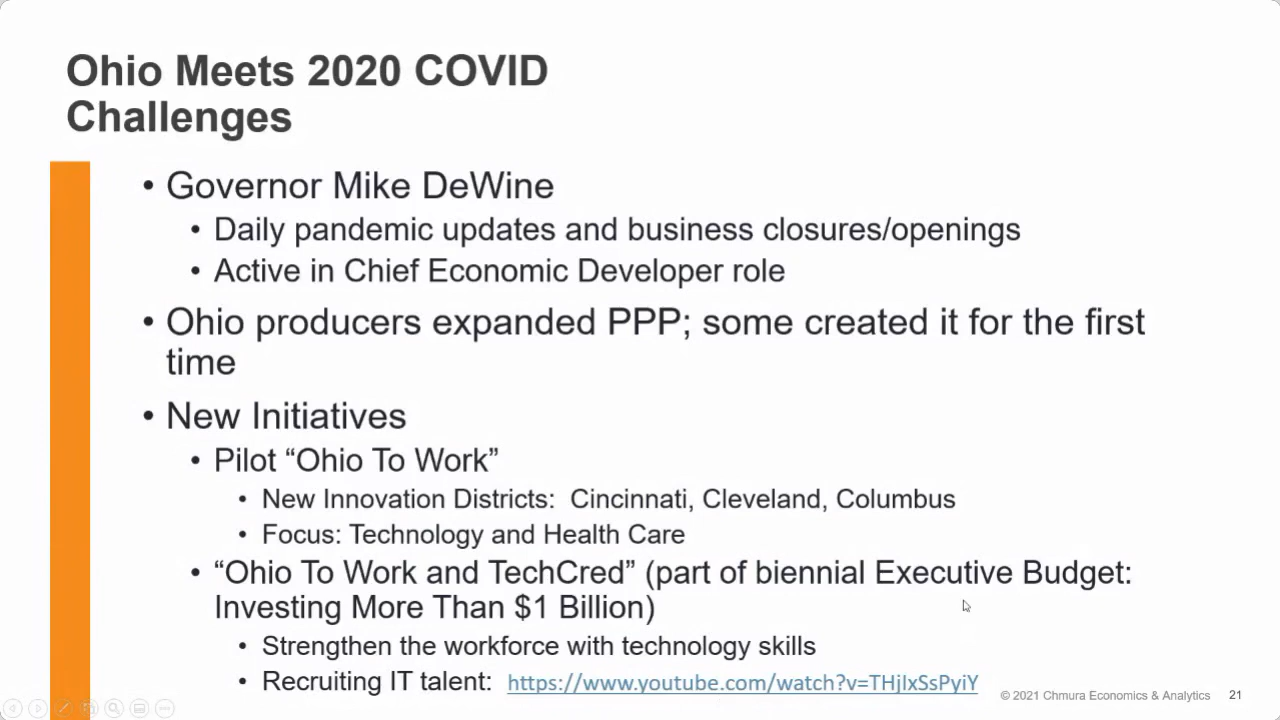 Ohio Meets 2020 COVID
Challenges
• Governor Mike DeWine
• Daily pandemic updates and business closures/openings
• Active in Chief Economic Developer role
• Ohio producers expanded PPP; some created it for the first
time
• New Initiatives
• Pilot “Ohio To Work”
• New Innovation Districts:  Cincinnati, Cleveland, Columbus
• Focus: Technology and Health Care
• “Ohio To Work and TechCred” (part of biennial Executive Budget:
Investing More Than $1 Billion)
• Strengthen the workforce with technology skills
• Recruiting IT talent:  https://www.youtube.com/watch?v=THjIxSsPyiY
© 2021 Chmura Economics & Analytics 21